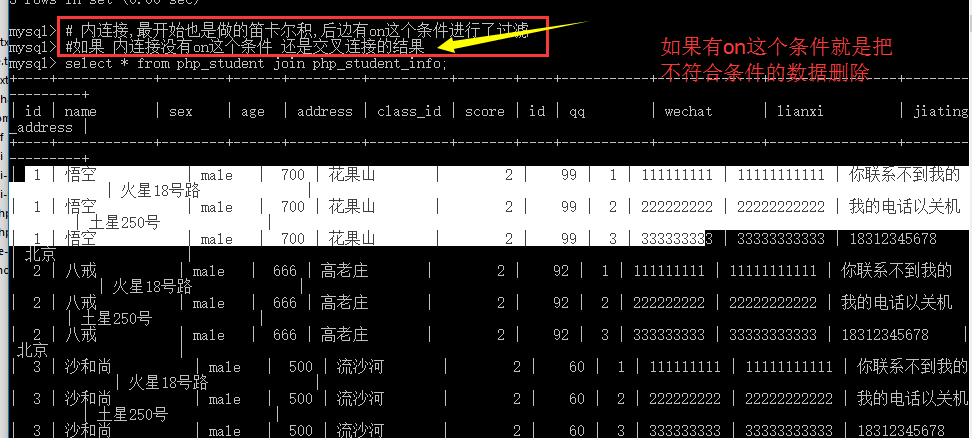 rows in set (0.00 sec)
mysql> # 内连接,最开始也是做的笛卡尔积,后边有on这个条件进行了过滤
mysql> #如果 内连接没有on这个条件 还是交叉连接的结果
mysql> select * from php_student join php_student_info;
如果有on这个条件就是把
不符合条件的数据删除
+----------+
| id | name | sex | age | address | class_id | score | id | qq | wechat | lianxi | jiating
_address |
+----------+
| 1 | 悟空 | male | 700 | 花果山 | 2 | 99 | 1 | 111111111 | 11111111111 | 你联系不到我的
| 火星18号路 |
| 1 | 悟空 | male | 700 | 花果山 | 2 | 99 | 2 | 222222222 | 22222222222 | 我的电话以关机
| 土星250号 |
| 1 | 悟空 | male | 700 | 花果山 | 2 | 99 | 3 | 333333333 | 33333333333 | 18312345678
北京 |
| 2 | 八戒 | male | 666 | 高老庄 | 2 | 92 | 1 | 111111111 | 11111111111 | 你联系不到我的
| 火星18号路 |
| 2 | 八戒 | male | 666 | 高老庄 | 2 | 92 | 2 | 222222222 | 22222222222 | 我的电话以关机
| 土星250号 |
| 2 | 八戒 | male | 666 | 高老庄 | 2 | 92 | 3 | 333333333 | 33333333333 | 18312345678 |
北京 |
| 3 | 沙和尚 | male | 500 | 流沙河 | 2 | 60 | 1 | 111111111 | 11111111111 | 你联系不到我的
| 火星18号路 |
| 3 | 沙和尚 | male | 500 | 流沙河 | 2 | 60 | 2 | 222222222 | 22222222222 | 我的电话以关机
| 土星250号 |
| 3 | 沙和尚 | male | 500 | 流沙河 | 2 | 60 | 3 | 333333333 | 33333333333 | 18312345678